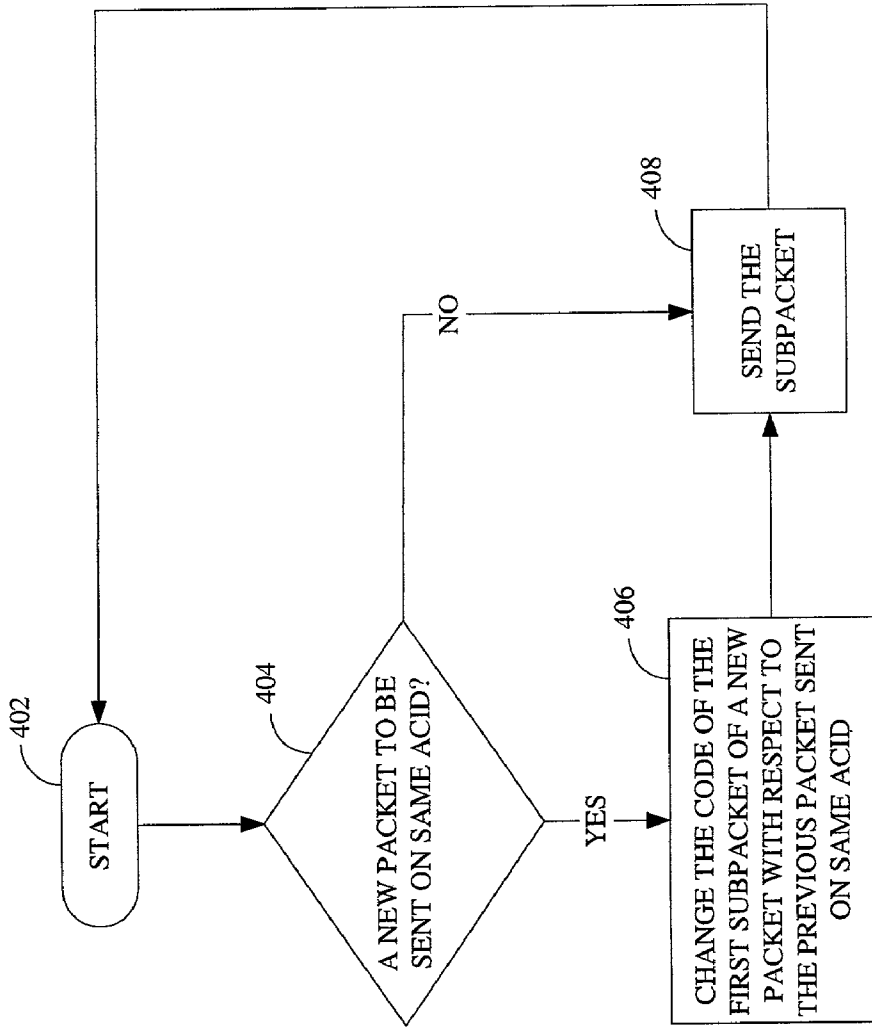 402
START
404
A NEW PACKET TO BE
SENT ON SAME ACID?
NO
YES
406
CHANGE THE CODE OF THE
FIRST SUBPACKET OF A NEW
PACKET WITH RESPECT TO
THE PREVIOUS PACKET SENT
ON SAME ACID
408
SEND THE
SUBPACKET